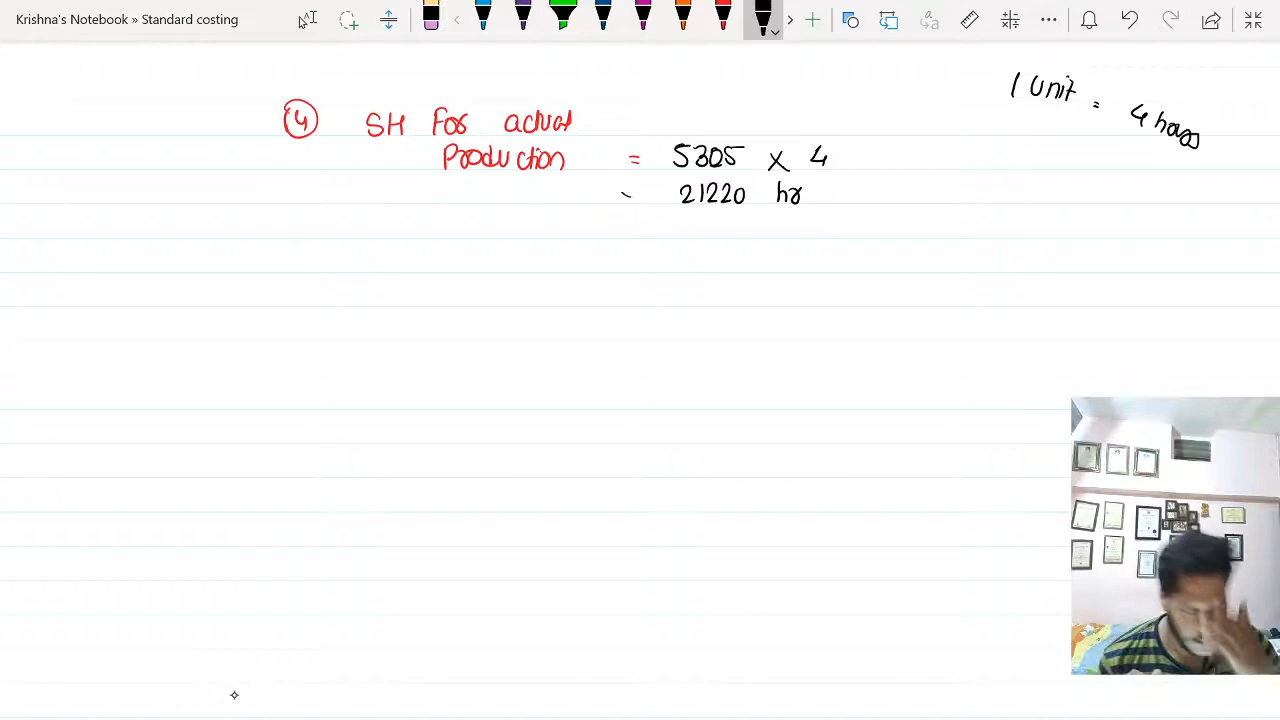 Krishna's Notebook » Standard costing
1 Unit = 4 hours
④ SH For actual
Production = 5305 x 4
21220 hr